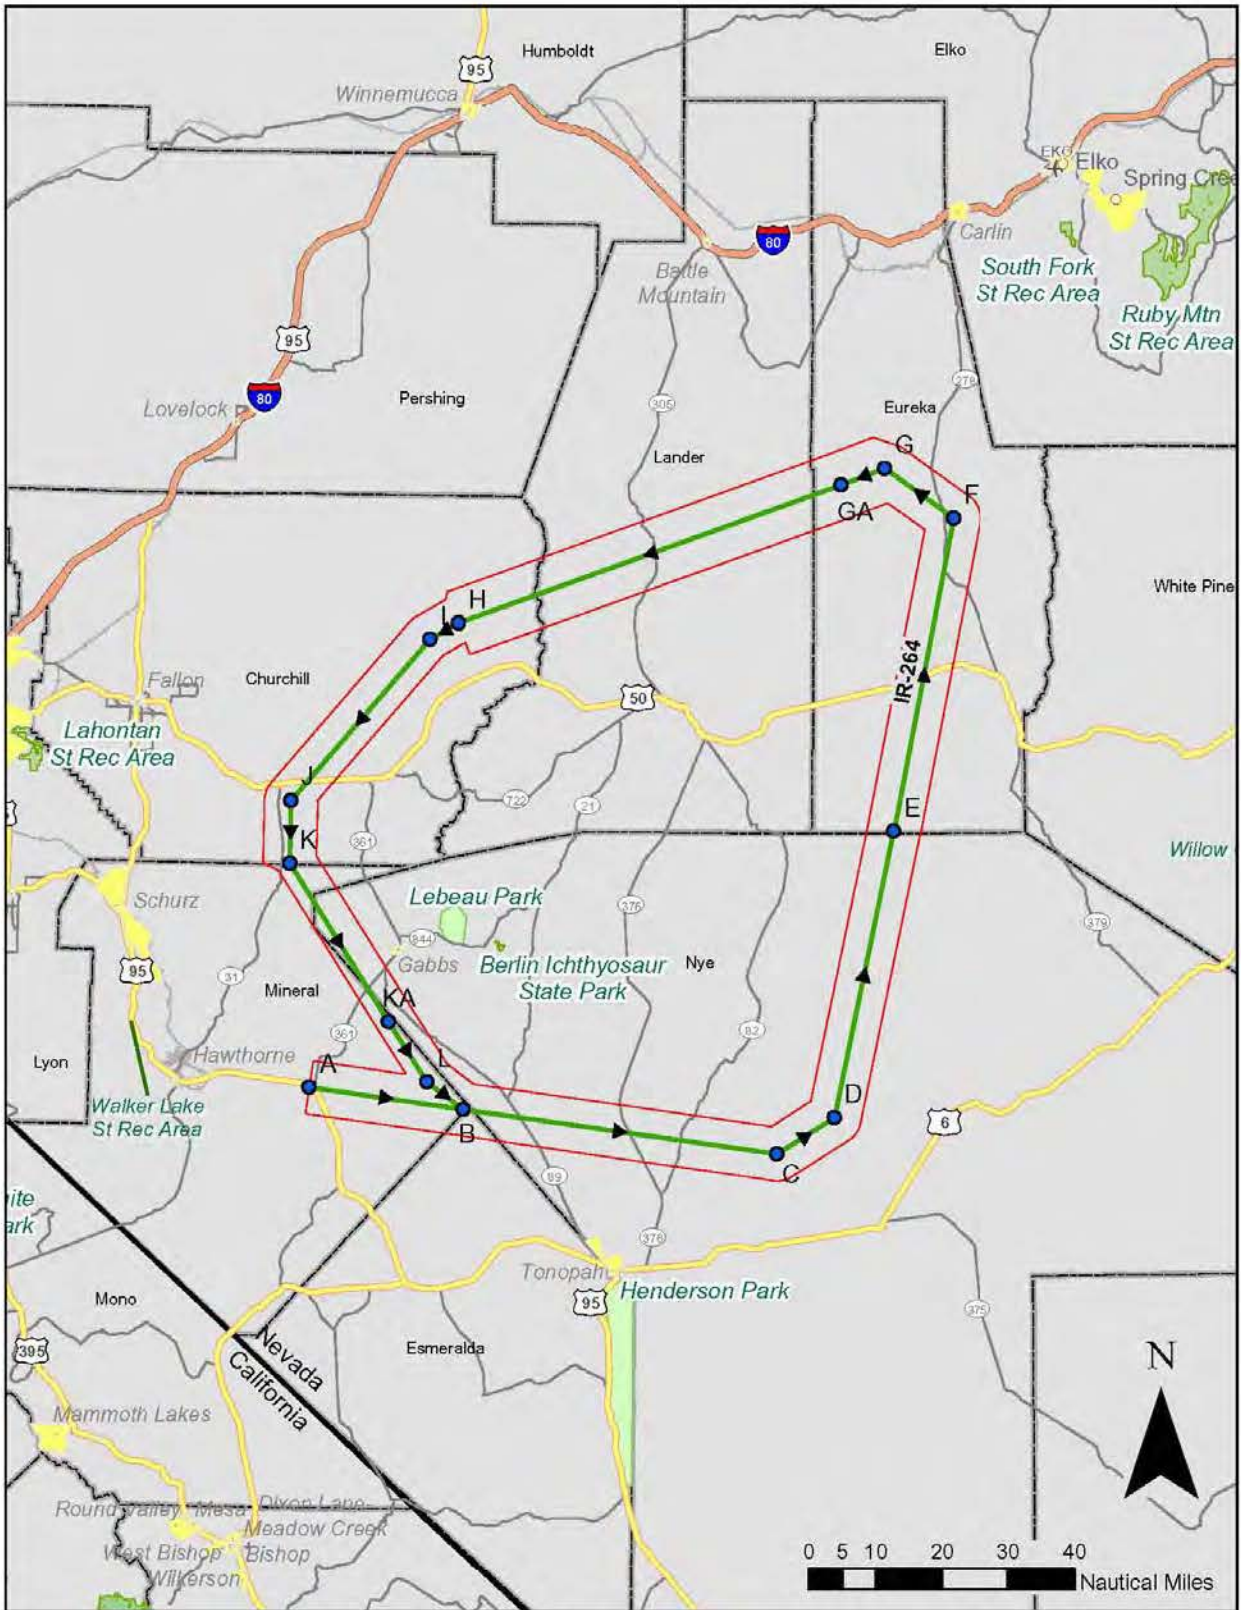 Humboldt
Elko
95
Winnemucca
EKO
Elko
Spring Cre
80
Carlin
Battle
Mountain
South Fork
St Rec Area
Ruby Mtn
St Rec Area
95
278
80
Lovelock
Pershing
305
Eureka
Lander
G
GA
F
White Pine
H
I
IR-264
Fallon
Churchill
50
Lahontan
St Rec Area
J
722
21
E
K
361
Willow
Schurz
Lebeau Park
376
379
844
Gabbs
Berlin Ichthyosaur
State Park
Nye
95
31
Mineral
KA
82
361
Hawthorne
A
L
Lyon
Walker Lake
St Rec Area
B
D
6
C
89
ite
ark
376
Tonopah
Henderson Park
95
Mono
375
395
Nevada
California
Esmeralda
N
Mammoth Lakes
Round Valley
Mesa
Dixon Lane-
Meadow Creek
West Bishop
Bishop
Wilkerson
0 5 10 20 30 40
Nautical Miles